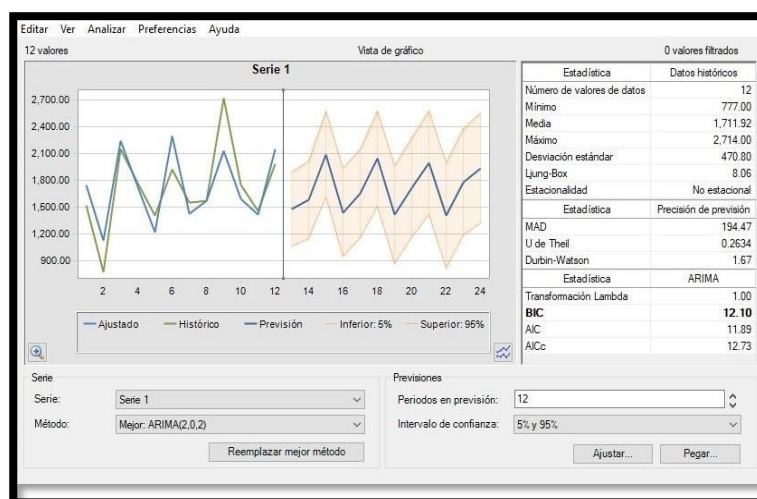 Editar Ver Analizar Preferencias Ayuda
12 valores Vista de gráfico 0 valores filtrados
Serie 1
2,700.00
2,400.00
2,100.00
1,800.00
1,500.00
1,200.00
900.00
2 4 6 8 10 12 14 16 18 20 22 24
Ajustado Histórico Previsión Inferior: 5% Superior: 95%
Estadística Datos históricos
Número de valores de datos 12
Mínimo 777.00
Media 1,711.92
Máximo 2,714.00
Desviación estándar 470.80
Ljung-Box 8.06
Estacionalidad No estacional
Estadística Precisión de previsión
MAD 194.47
U de Theil 0.2634
Durbin-Watson 1.67
Estadística ARIMA
Transformación Lambda 1.00
BIC 12.10
AIC 11.89
AICc 12.73
Serie
Serie: Serie 1
Método: Mejor: ARIMA(2,0,2)
Reemplazar mejor método
Previsiones
Periodos en previsión: 12
Intervalo de confianza: 5% y 95%
Ajustar... Pegar...